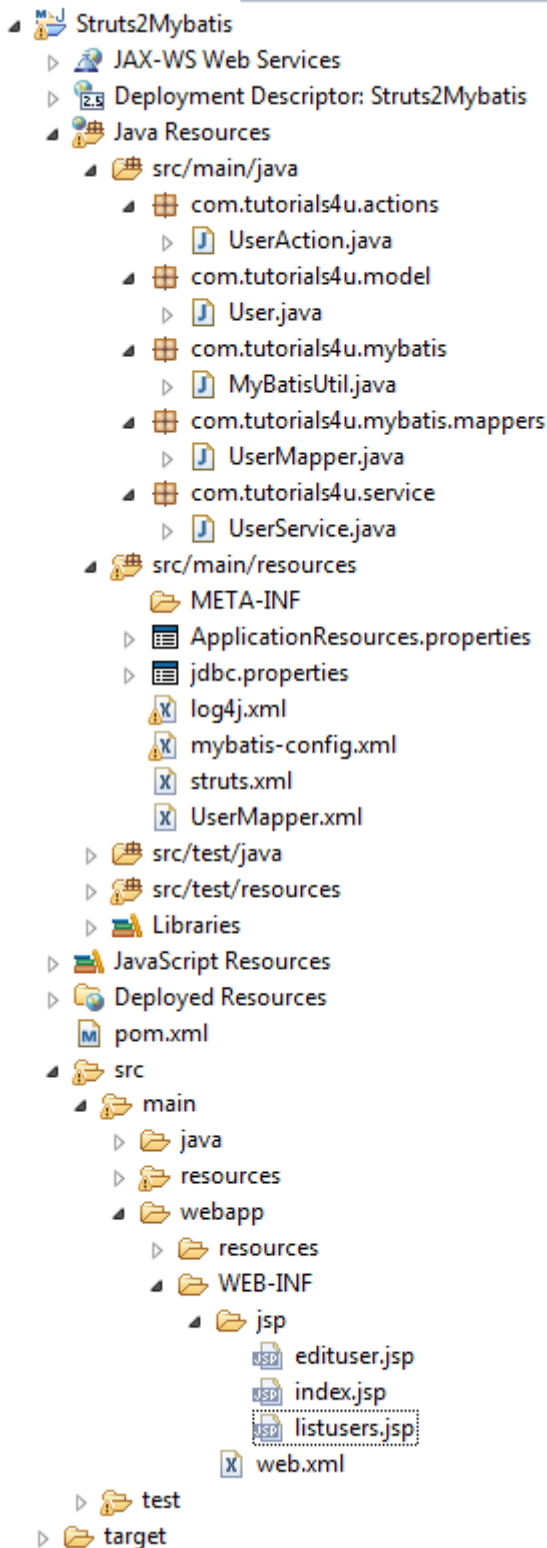 Struts2Mybatis
JAX-WS Web Services
2.5 Deployment Descriptor: Struts2Mybatis
Java Resources
src/main/java
com.tutorials4u.actions
UserAction.java
com.tutorials4u.model
User.java
com.tutorials4u.mybatis
MyBatisUtil.java
com.tutorials4u.mybatis.mappers
UserMapper.java
com.tutorials4u.service
UserService.java
src/main/resources
META-INF
ApplicationResources.properties
jdbc.properties
log4j.xml
mybatis-config.xml
struts.xml
UserMapper.xml
src/test/java
src/test/resources
Libraries
JavaScript Resources
Deployed Resources
pom.xml
src
main
java
resources
webapp
resources
WEB-INF
jsp
edituser.jsp
index.jsp
listusers.jsp
web.xml
test
target